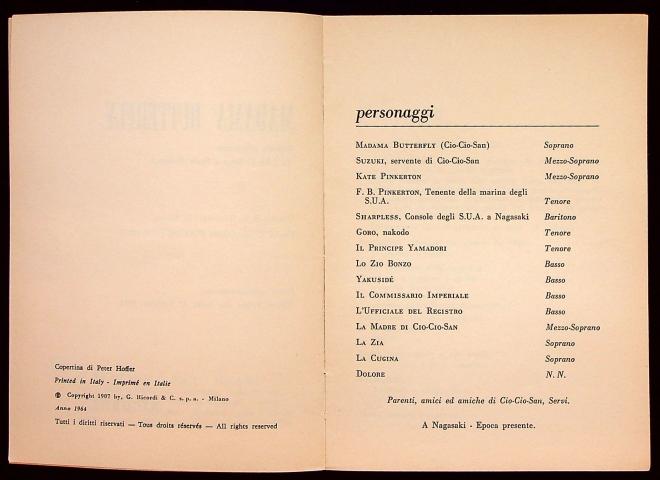 Copertina di Peter Hoffer
Printed in Italy - Imprimé en Italie
Copyright 1907 by, G. Ricordi & C. s.p.a. - Milano
Anno 1964
Tutti i diritti riservati — Tous droits réservés — All rights reserved
personaggi
MADAMA BUTTERFLY (Cio-Cio-San) Soprano
SUZUKI, servente di Cio-Cio-San Mezzo-Soprano
KATE PINKERTON Mezzo-Soprano
F. B. PINKERTON, Tenente della marina degli
S.U.A. Tenore
SHARPLESS, Console degli S.U.A. a Nagasaki Baritono
GORO, nakodo Tenore
IL PRINCIPE YAMADORI Tenore
LO ZIO BONZO Basso
YAKUSIDÉ Basso
IL COMMISSARIO IMPERIALE Basso
L'UFFICIALE DEL REGISTRO Basso
LA MADRE DI CIO-CIO-SAN Mezzo-Soprano
LA ZIA Soprano
LA CUGINA Soprano
DOLORE N. N.
Parenti, amici ed amiche di Cio-Cio-San, Servi.
A Nagasaki - Epoca presente.